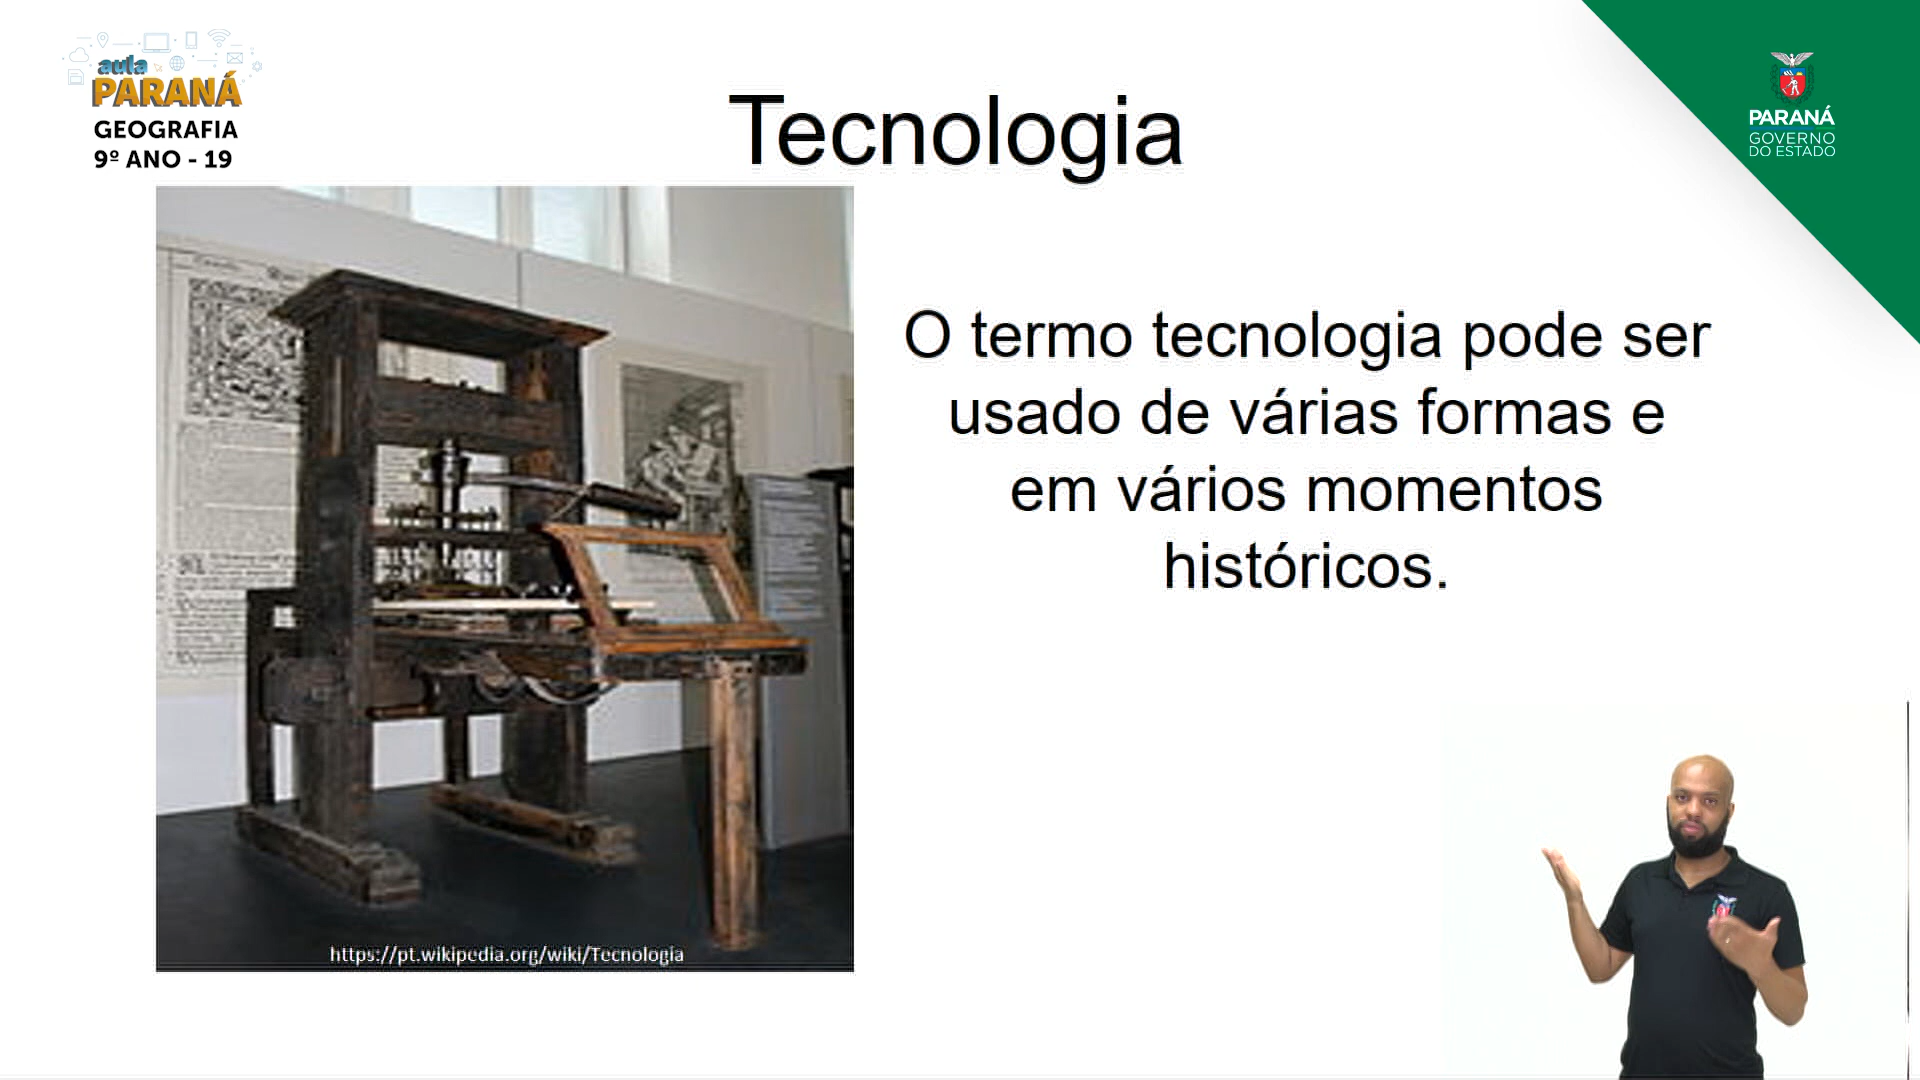 aula
PARANÁ
GEOGRAFIA
9º ANO - 19
Tecnologia
PARANÁ
GOVERNO
DO ESTADO
O termo tecnologia pode ser
usado de várias formas e
em vários momentos
históricos.
https://pt.wikipedia.org/wiki/Tecnologia